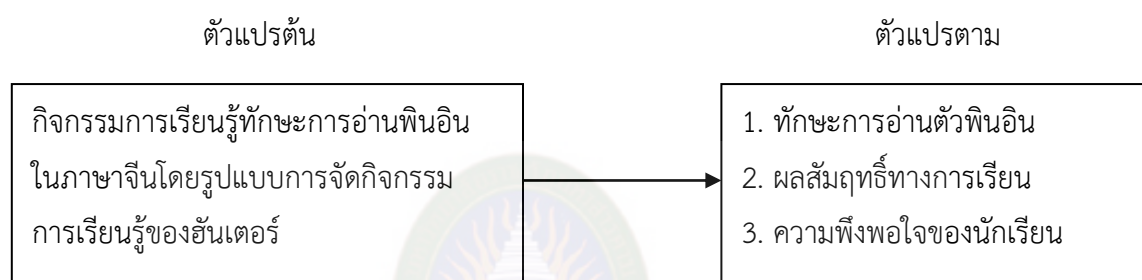 ตัวแปรต้น
ตัวแปรตาม
กิจกรรมการเรียนรู้ทักษะการอ่านพินอิน
ในภาษาจีนโดยรูปแบบการจัดกิจกรรม
การเรียนรู้ของฮันเตอร์
1. ทักษะการอ่านตัวพินอิน
2. ผลสัมฤทธิ์ทางการเรียน
3. ความพึงพอใจของนักเรียน